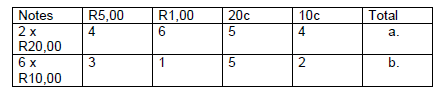 Notes R5,00 R1,00 20c 10c Total
2 x R20,00 4 6 5 4 a.
6 x R10,00 3 1 5 2 b.